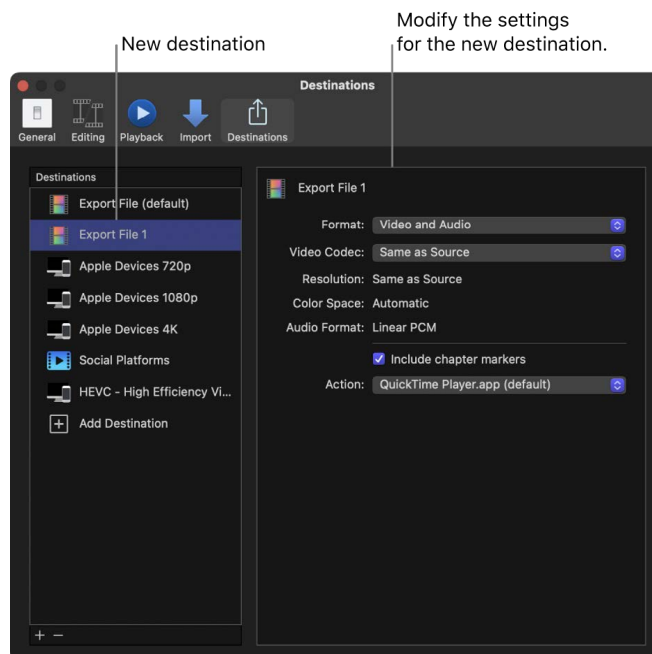 New destination
Modify the settings
for the new destination.
Destinations
General Editing Playback Import Destinations
Destinations
Export File (default)
Export File 1
Apple Devices 720p
Apple Devices 1080p
Apple Devices 4K
Social Platforms
HEVC - High Efficiency Vi...
Add Destination
+ −
Export File 1
Format: Video and Audio
Video Codec: Same as Source
Resolution: Same as Source
Color Space: Automatic
Audio Format: Linear PCM
Include chapter markers
Action: QuickTime Player.app (default)